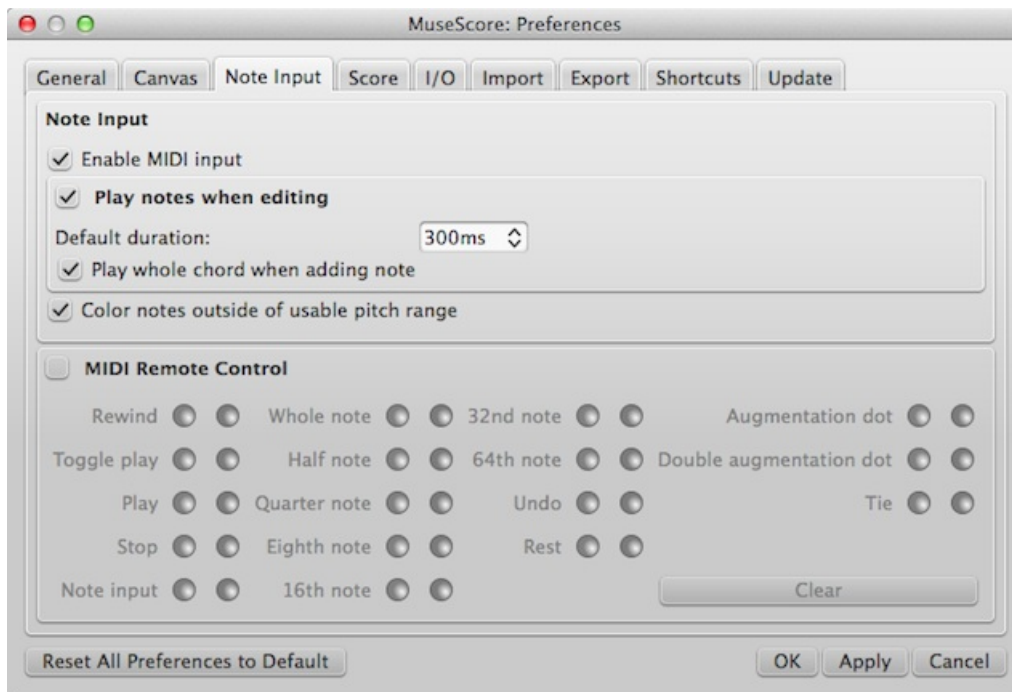 MuseScore: Preferences
General Canvas Note Input Score I/O Import Export Shortcuts Update
Note Input
Enable MIDI input
Play notes when editing
Default duration: 300ms
Play whole chord when adding note
Color notes outside of usable pitch range
MIDI Remote Control
Rewind Whole note 32nd note Augmentation dot
Toggle play Half note 64th note Double augmentation dot
Play Quarter note Undo Tie
Stop Eighth note Rest
Note input 16th note Clear
Reset All Preferences to Default OK Apply Cancel